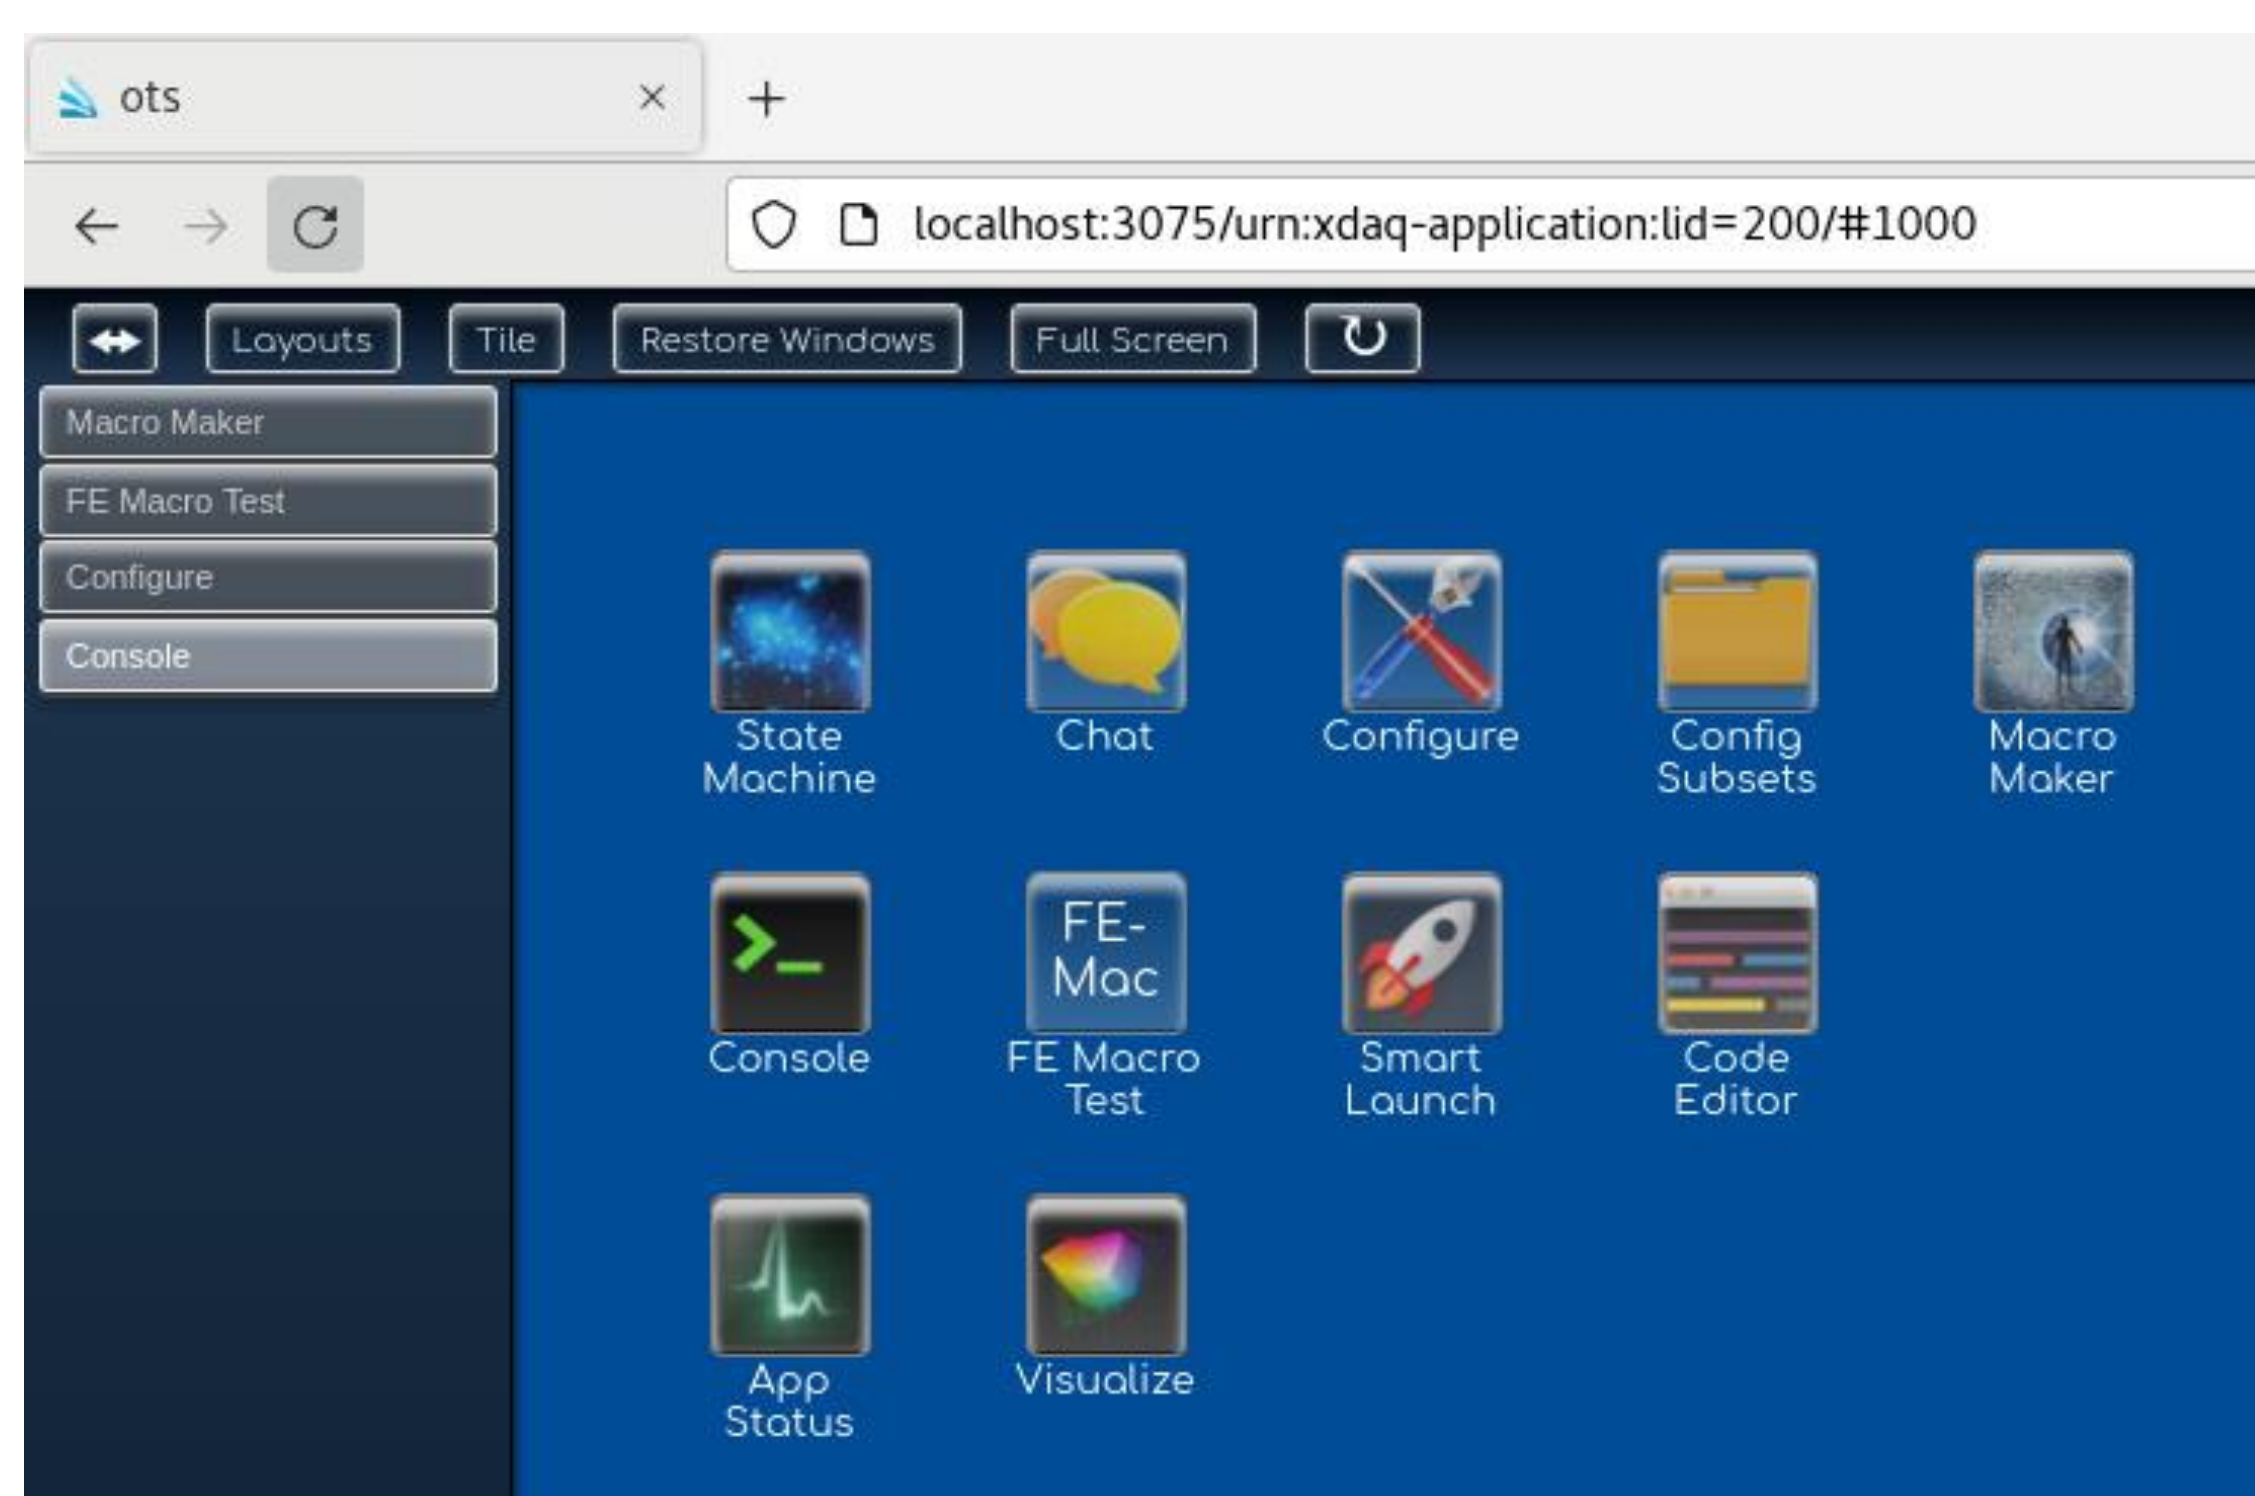 ots
localhost:3075/urn:xdaq-application:lid=200/#1000
Layouts
Tile
Restore Windows
Full Screen
Macro Maker
FE Macro Test
Configure
Console
State
Machine
Chat
Configure
Config
Subsets
Macro
Maker
FE-
Mac
Console
FE Macro
Test
Smart
Launch
Code
Editor
App
Status
Visualize